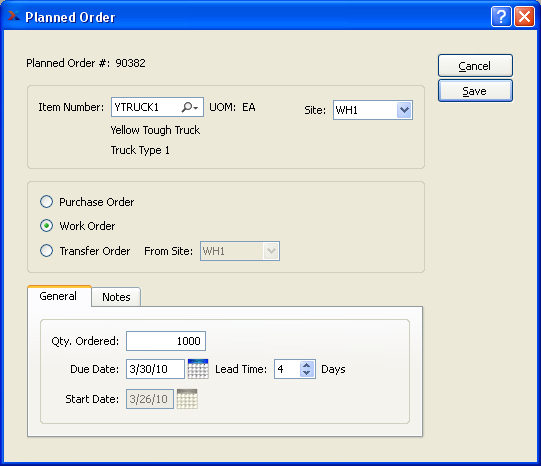 Planned Order
Planned Order #: 90382
Cancel
Save
Item Number: YTRUCK1 UOM: EA Site: WH1
Yellow Tough Truck
Truck Type 1
Purchase Order
Work Order
Transfer Order From Site: WH1
General Notes
Qty. Ordered: 1000
Due Date: 3/30/10 Lead Time: 4 Days
Start Date: 3/26/10